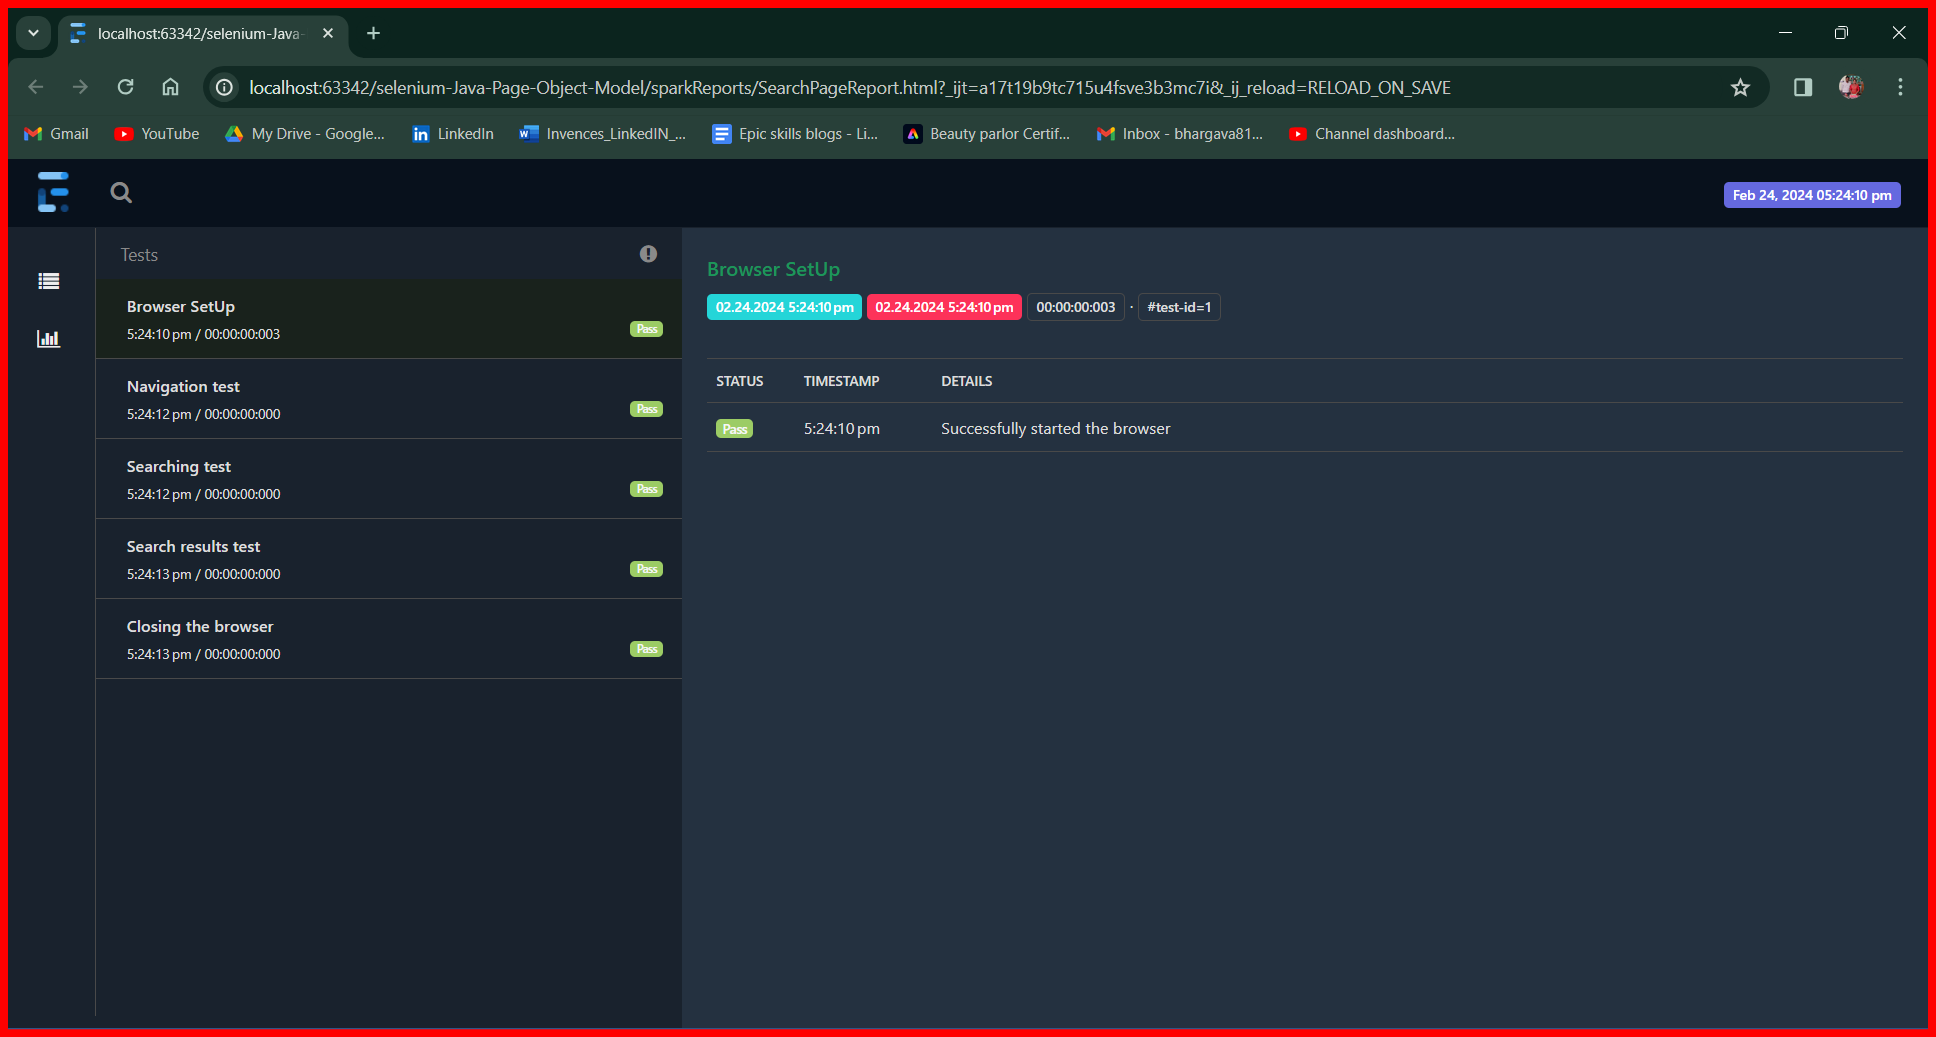 localhost:63342/selenium-Java-
localhost:63342/selenium-Java-Page-Object-Model/sparkReports/SearchPageReport.html?_ijt=a17t19b9tc715u4fsve3b3mc7i&_ij_reload=RELOAD_ON_SAVE
Gmail YouTube My Drive - Google... LinkedIn Invences_LinkedIN_... Epic skills blogs - Li... Beauty parlor Certif... Inbox - bhargava81... Channel dashboard...
Feb 24, 2024 05:24:10 pm
Tests
Browser SetUp
5:24:10 pm / 00:00:00:003 Pass
Navigation test
5:24:12 pm / 00:00:00:000 Pass
Searching test
5:24:12 pm / 00:00:00:000 Pass
Search results test
5:24:13 pm / 00:00:00:000 Pass
Closing the browser
5:24:13 pm / 00:00:00:000 Pass
Browser SetUp
02.24.2024 5:24:10 pm 02.24.2024 5:24:10 pm 00:00:00:003 · #test-id=1
STATUS TIMESTAMP DETAILS
Pass 5:24:10 pm Successfully started the browser